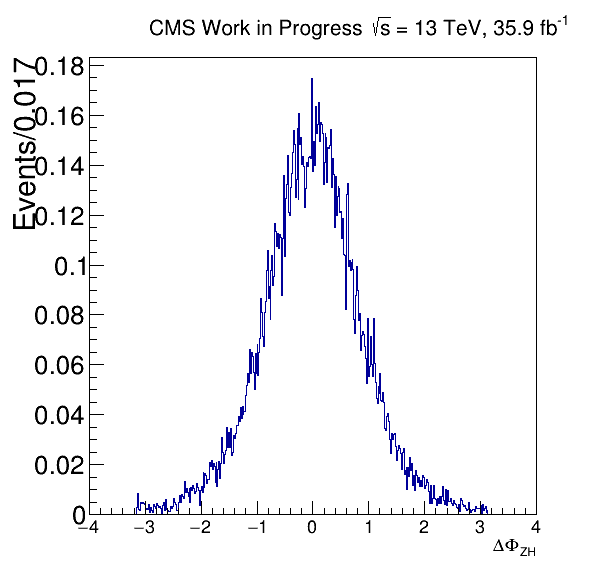 CMS Work in Progress √s = 13 TeV, 35.9 fb⁻¹
Events/0.017
0.18
0.16
0.14
0.12
0.1
0.08
0.06
0.04
0.02
0
−4 −3 −2 −1 0 1 2 3 4
ΔΦ_ZH